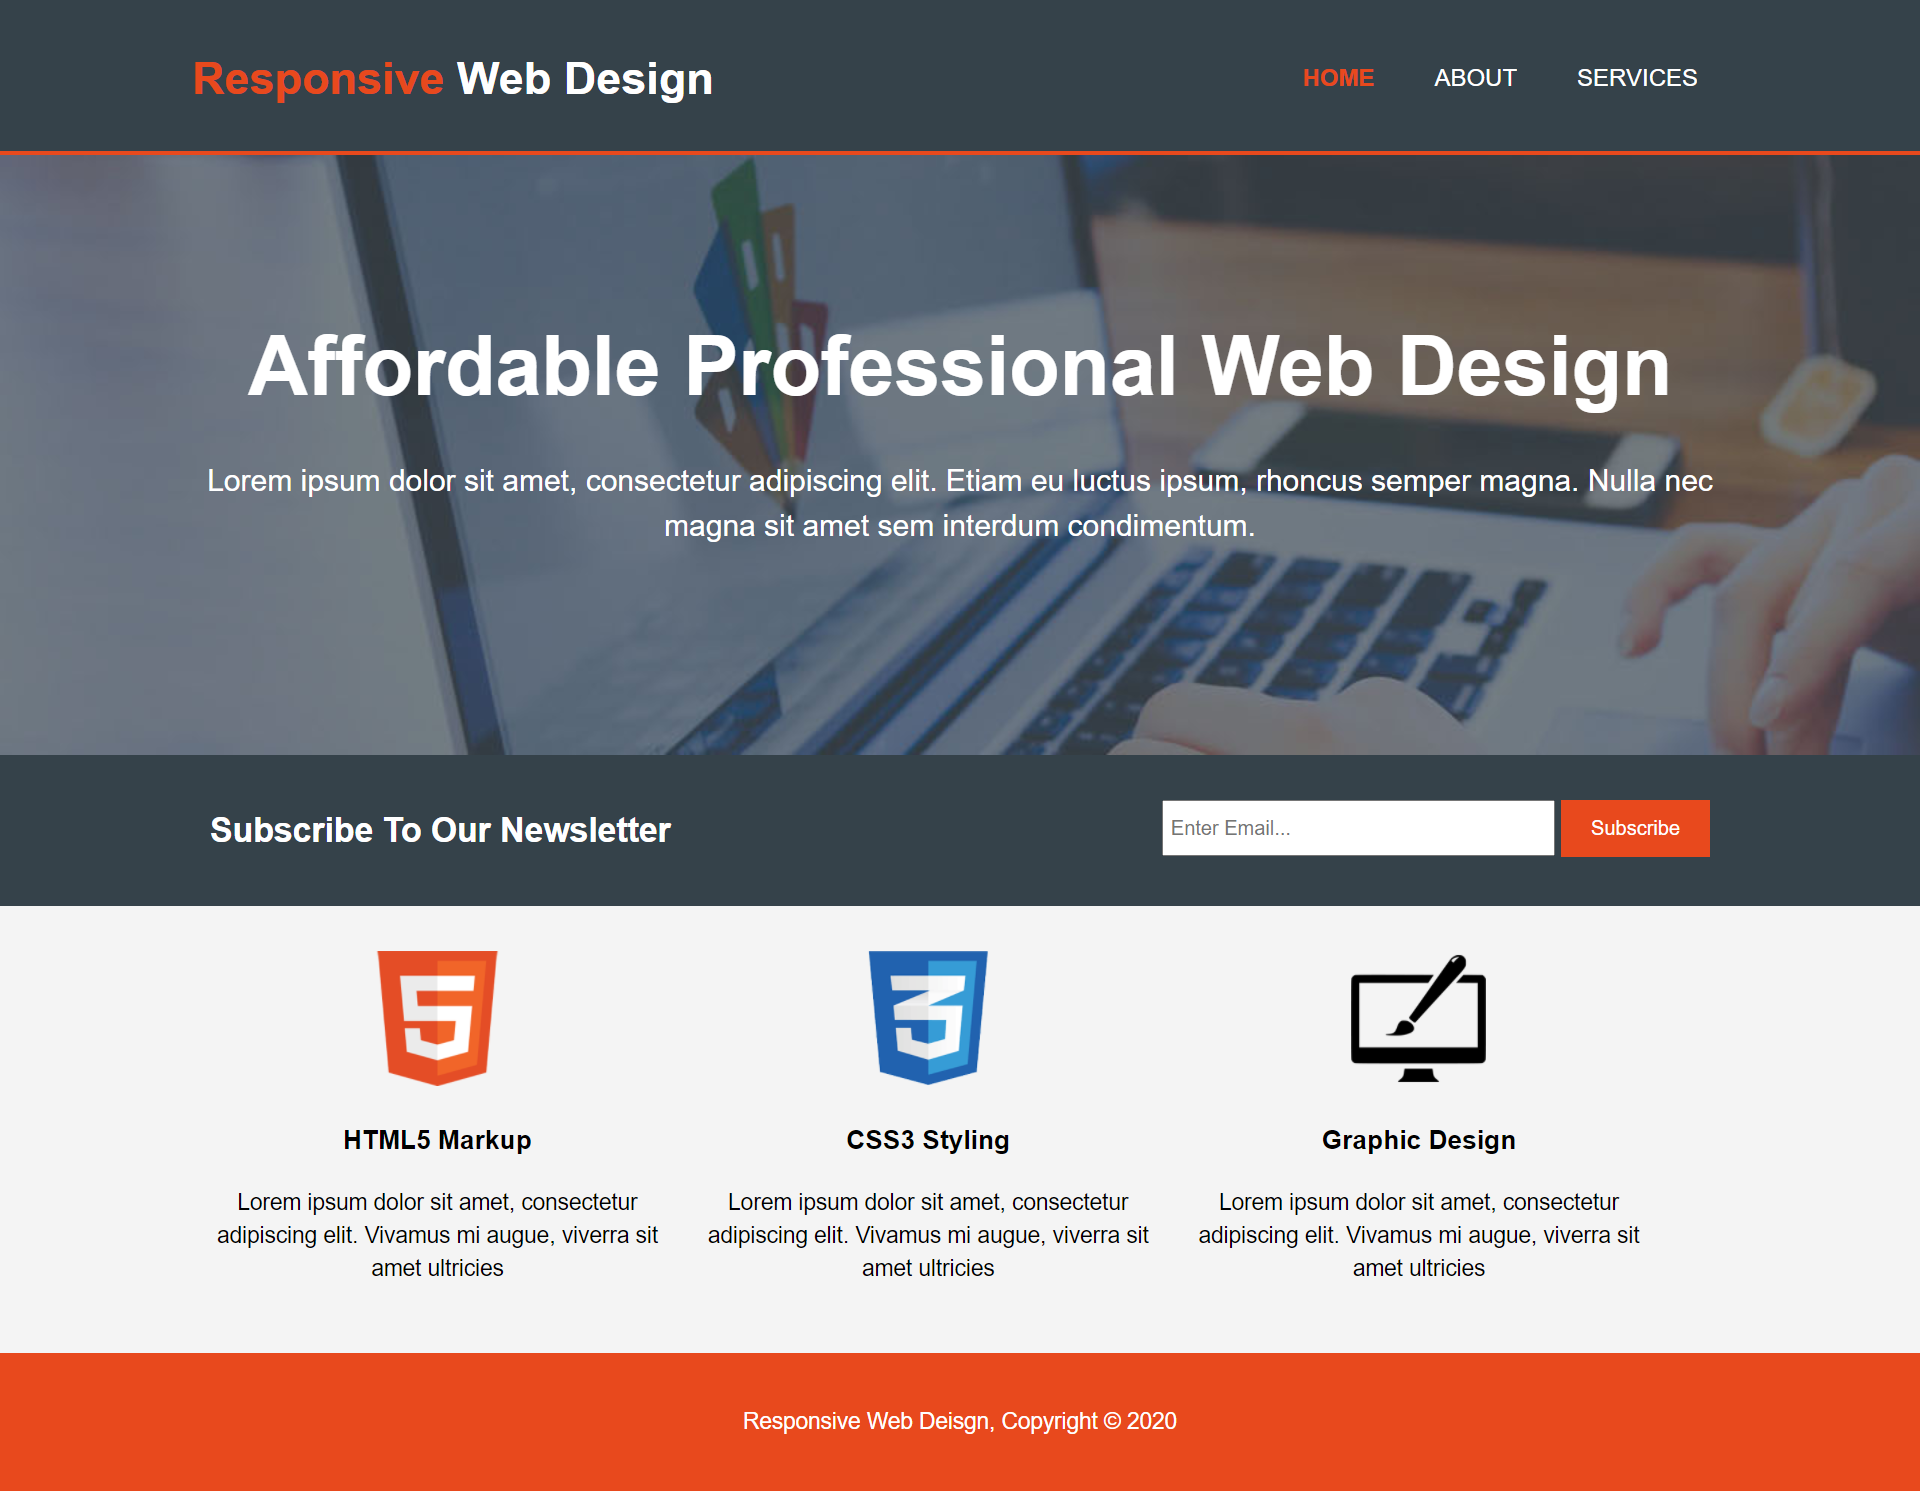 Responsive Web Design
HOME ABOUT SERVICES
Affordable Professional Web Design
Lorem ipsum dolor sit amet, consectetur adipiscing elit. Etiam eu luctus ipsum, rhoncus semper magna. Nulla nec
magna sit amet sem interdum condimentum.
Subscribe To Our Newsletter
Enter Email...
Subscribe
HTML5 Markup
Lorem ipsum dolor sit amet, consectetur
adipiscing elit. Vivamus mi augue, viverra sit
amet ultricies
CSS3 Styling
Lorem ipsum dolor sit amet, consectetur
adipiscing elit. Vivamus mi augue, viverra sit
amet ultricies
Graphic Design
Lorem ipsum dolor sit amet, consectetur
adipiscing elit. Vivamus mi augue, viverra sit
amet ultricies
Responsive Web Deisgn, Copyright © 2020